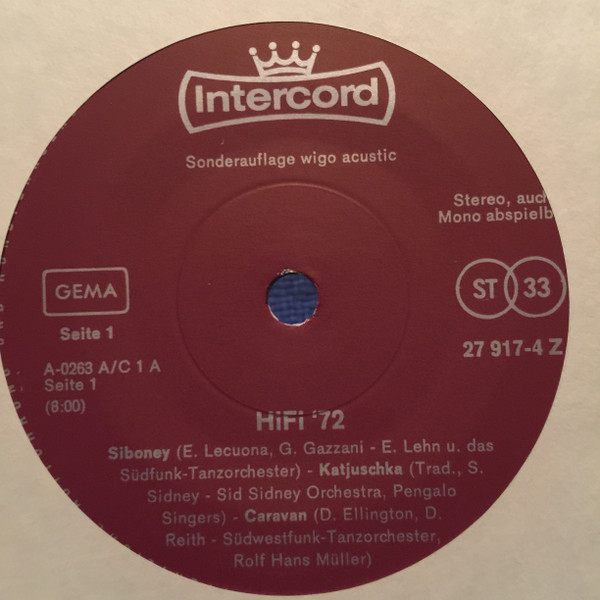 Intercord
Sonderauflage wigo acustic
Stereo, auch
Mono abspielb
GEMA
ST 33
Seite 1
27 917-4 Z
A-0263 A/C 1 A
Seite 1
(8:00)
HiFi '72
Siboney (E. Lecuona, G. Gazzani - E. Lehn u. das
Südfunk-Tanzorchester) - Katjuschka (Trad., S.
Sidney - Sid Sidney Orchestra, Pengalo
Singers) - Caravan (D. Ellington, D.
Reith - Südwestfunk-Tanzorchester,
Rolf Hans Müller)